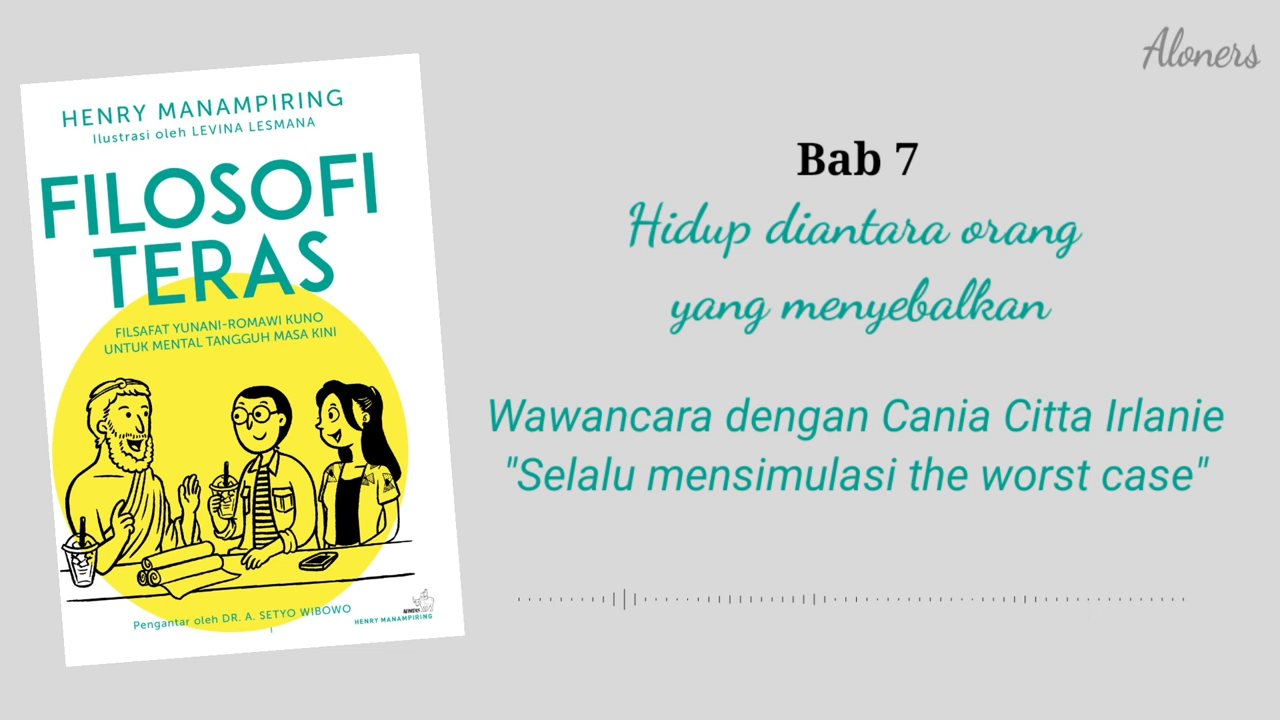 HENRY MANAMPIRING
Ilustrasi oleh LEVINA LESMANA
FILOSOFI
TERAS
FILSAFAT YUNANI-ROMAWI KUNO
UNTUK MENTAL TANGGUH MASA KINI
Pengantar oleh DR. A. SETYO WIBOWO
KOMPAS
HENRY MANAMPIRING
Aloners
Bab 7
Hidup diantara orang
yang menyebalkan
Wawancara dengan Cania Citta Irlanie
"Selalu mensimulasi the worst case"